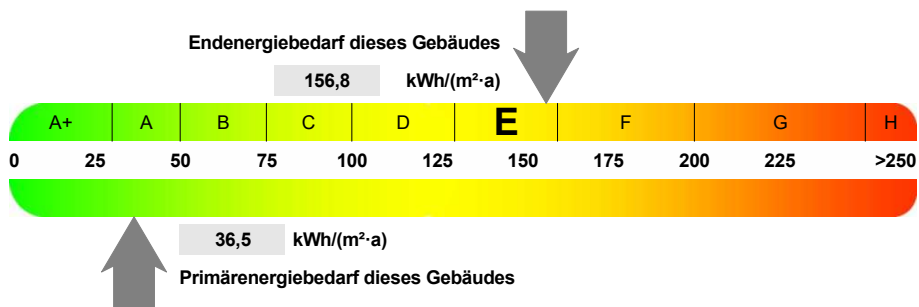 Endenergiebedarf dieses Gebäudes
156,8 kWh/(m²·a)
A+ A B C D E F G H
0 25 50 75 100 125 150 175 200 225 >250
36,5 kWh/(m²·a)
Primärenergiebedarf dieses Gebäudes